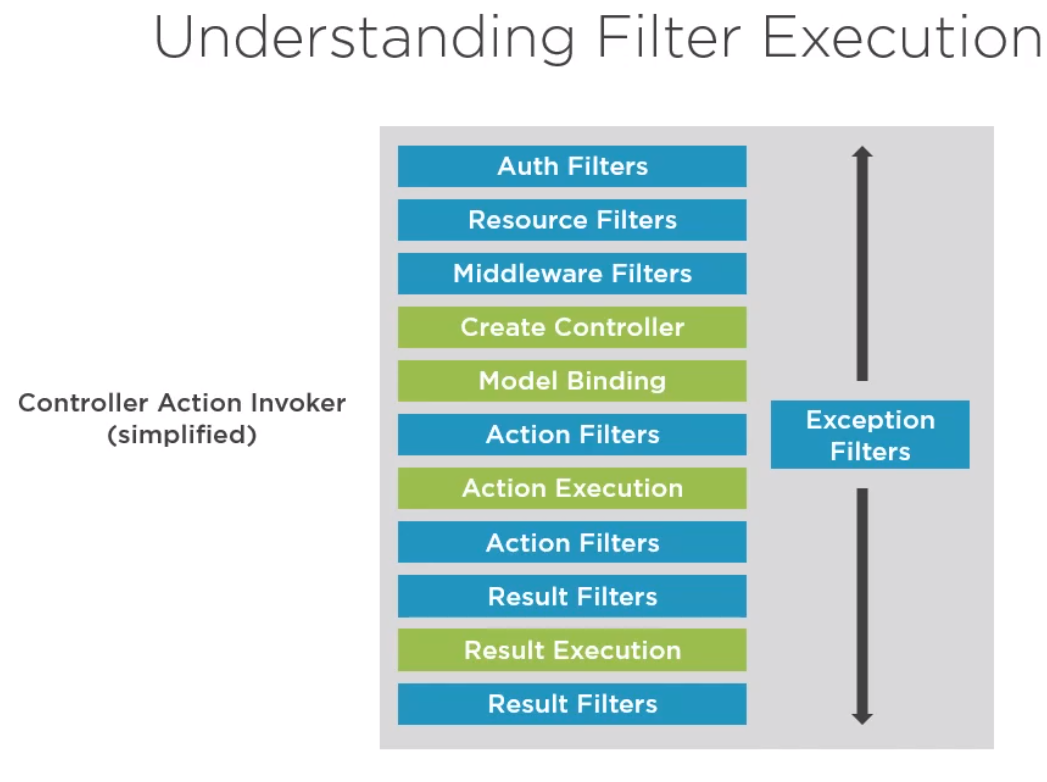 Understanding Filter Execution
Controller Action Invoker
(simplified)
Auth Filters
Resource Filters
Middleware Filters
Create Controller
Model Binding
Action Filters
Action Execution
Action Filters
Result Filters
Result Execution
Result Filters
Exception
Filters